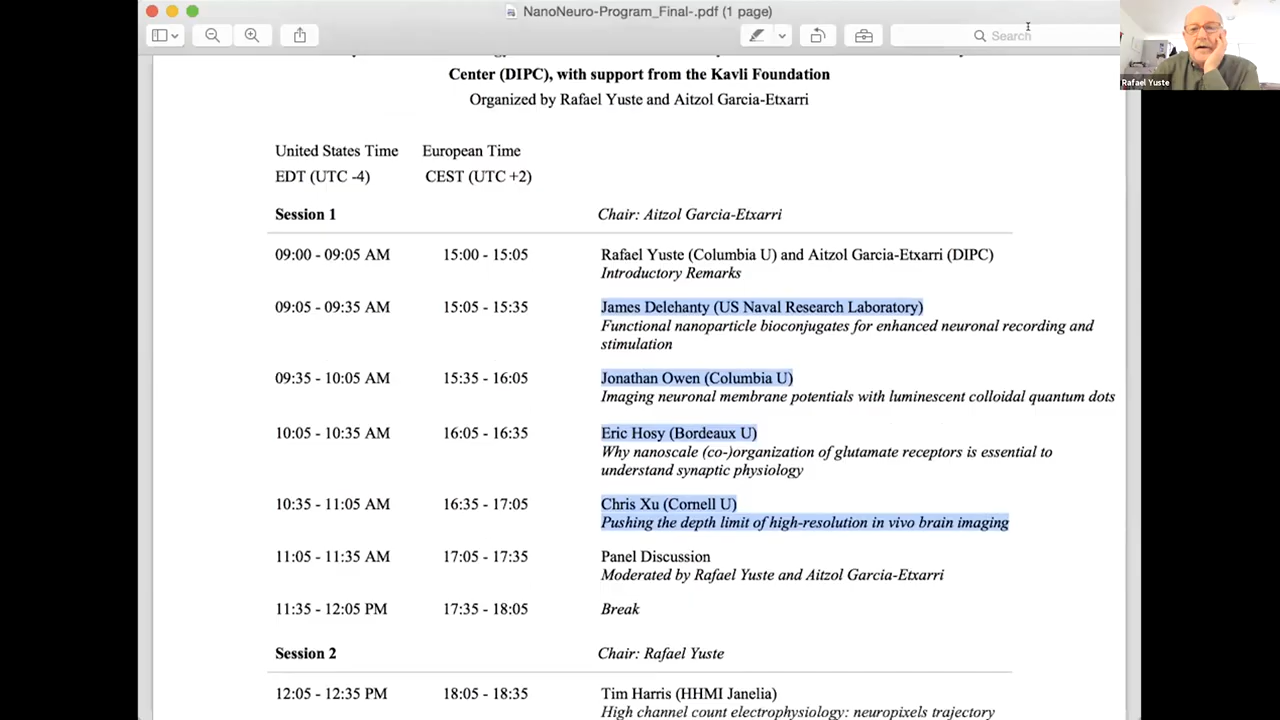 NanoNeuro-Program_Final-.pdf (1 page)
Search
Rafael Yuste
Center (DIPC), with support from the Kavli Foundation
Organized by Rafael Yuste and Aitzol Garcia-Etxarri
United States Time European Time
EDT (UTC -4) CEST (UTC +2)
Session 1 Chair: Aitzol Garcia-Etxarri
09:00 - 09:05 AM 15:00 - 15:05 Rafael Yuste (Columbia U) and Aitzol Garcia-Etxarri (DIPC)
Introductory Remarks
09:05 - 09:35 AM 15:05 - 15:35 James Delehanty (US Naval Research Laboratory)
Functional nanoparticle bioconjugates for enhanced neuronal recording and
stimulation
09:35 - 10:05 AM 15:35 - 16:05 Jonathan Owen (Columbia U)
Imaging neuronal membrane potentials with luminescent colloidal quantum dots
10:05 - 10:35 AM 16:05 - 16:35 Eric Hosy (Bordeaux U)
Why nanoscale (co-)organization of glutamate receptors is essential to
understand synaptic physiology
10:35 - 11:05 AM 16:35 - 17:05 Chris Xu (Cornell U)
Pushing the depth limit of high-resolution in vivo brain imaging
11:05 - 11:35 AM 17:05 - 17:35 Panel Discussion
Moderated by Rafael Yuste and Aitzol Garcia-Etxarri
11:35 - 12:05 PM 17:35 - 18:05 Break
Session 2 Chair: Rafael Yuste
12:05 - 12:35 PM 18:05 - 18:35 Tim Harris (HHMI Janelia)
High channel count electrophysiology: neuropixels trajectory